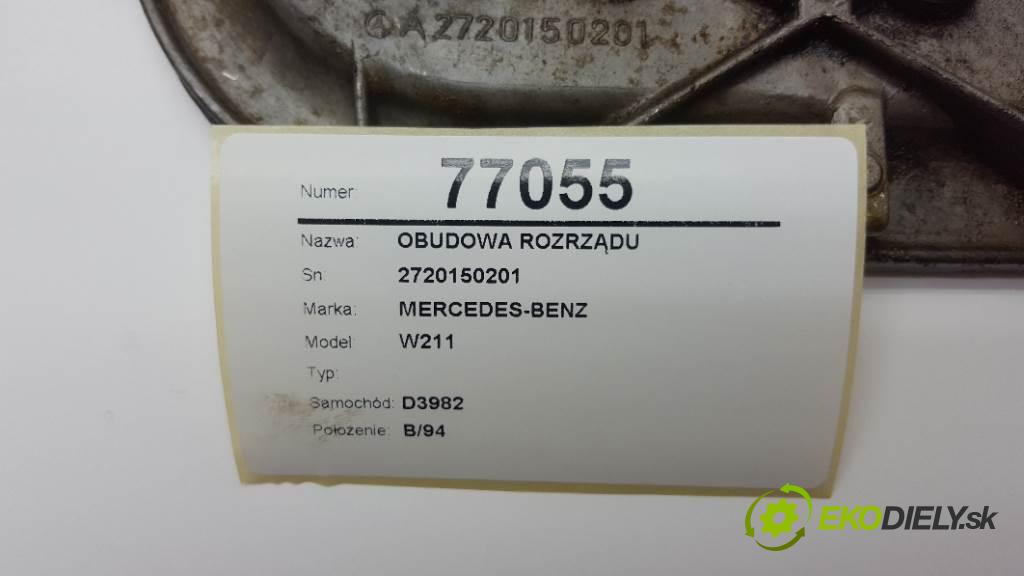 A2720150201
Numer: 77055
Nazwa: OBUDOWA ROZRZĄDU
Sn: 2720150201
Marka: MERCEDES-BENZ
Model: W211
Typ:
Samochód: D3982
Położenie: B/94
EKODIELY.sk